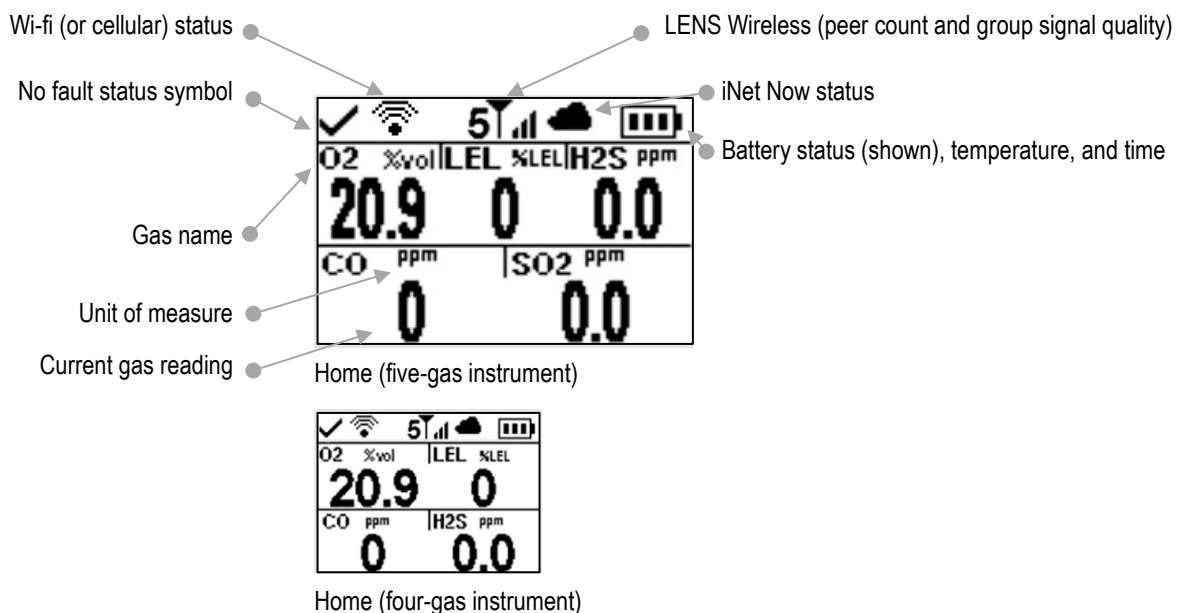 Wi-fi (or cellular) status
LENS Wireless (peer count and group signal quality)
No fault status symbol
iNet Now status
5
Battery status (shown), temperature, and time
O2 %vol LEL %LEL H2S ppm
20.9 0 0.0
Gas name
CO ppm SO2 ppm
Unit of measure
0 0.0
Current gas reading
Home (five-gas instrument)
5
O2 %vol LEL %LEL
20.9 0
CO ppm H2S ppm
0 0.0
Home (four-gas instrument)